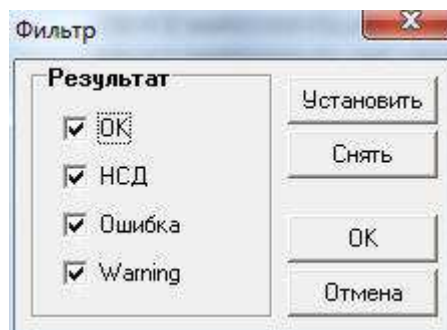 Фильтр
Результат
OK
НСД
Ошибка
Warning
Установить
Снять
OK
Отмена